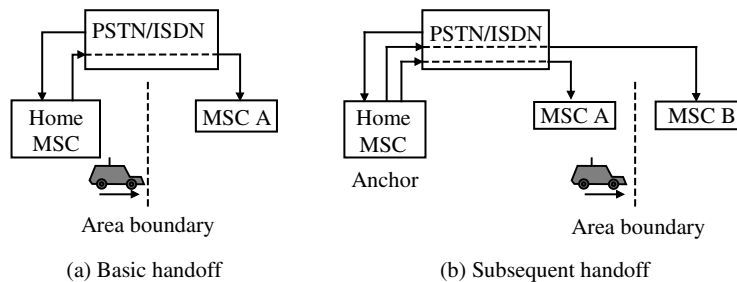 PSTN/ISDN
Home
MSC
MSC A
Area boundary
(a) Basic handoff
PSTN/ISDN
Home
MSC
Anchor
MSC A
MSC B
Area boundary
(b) Subsequent handoff